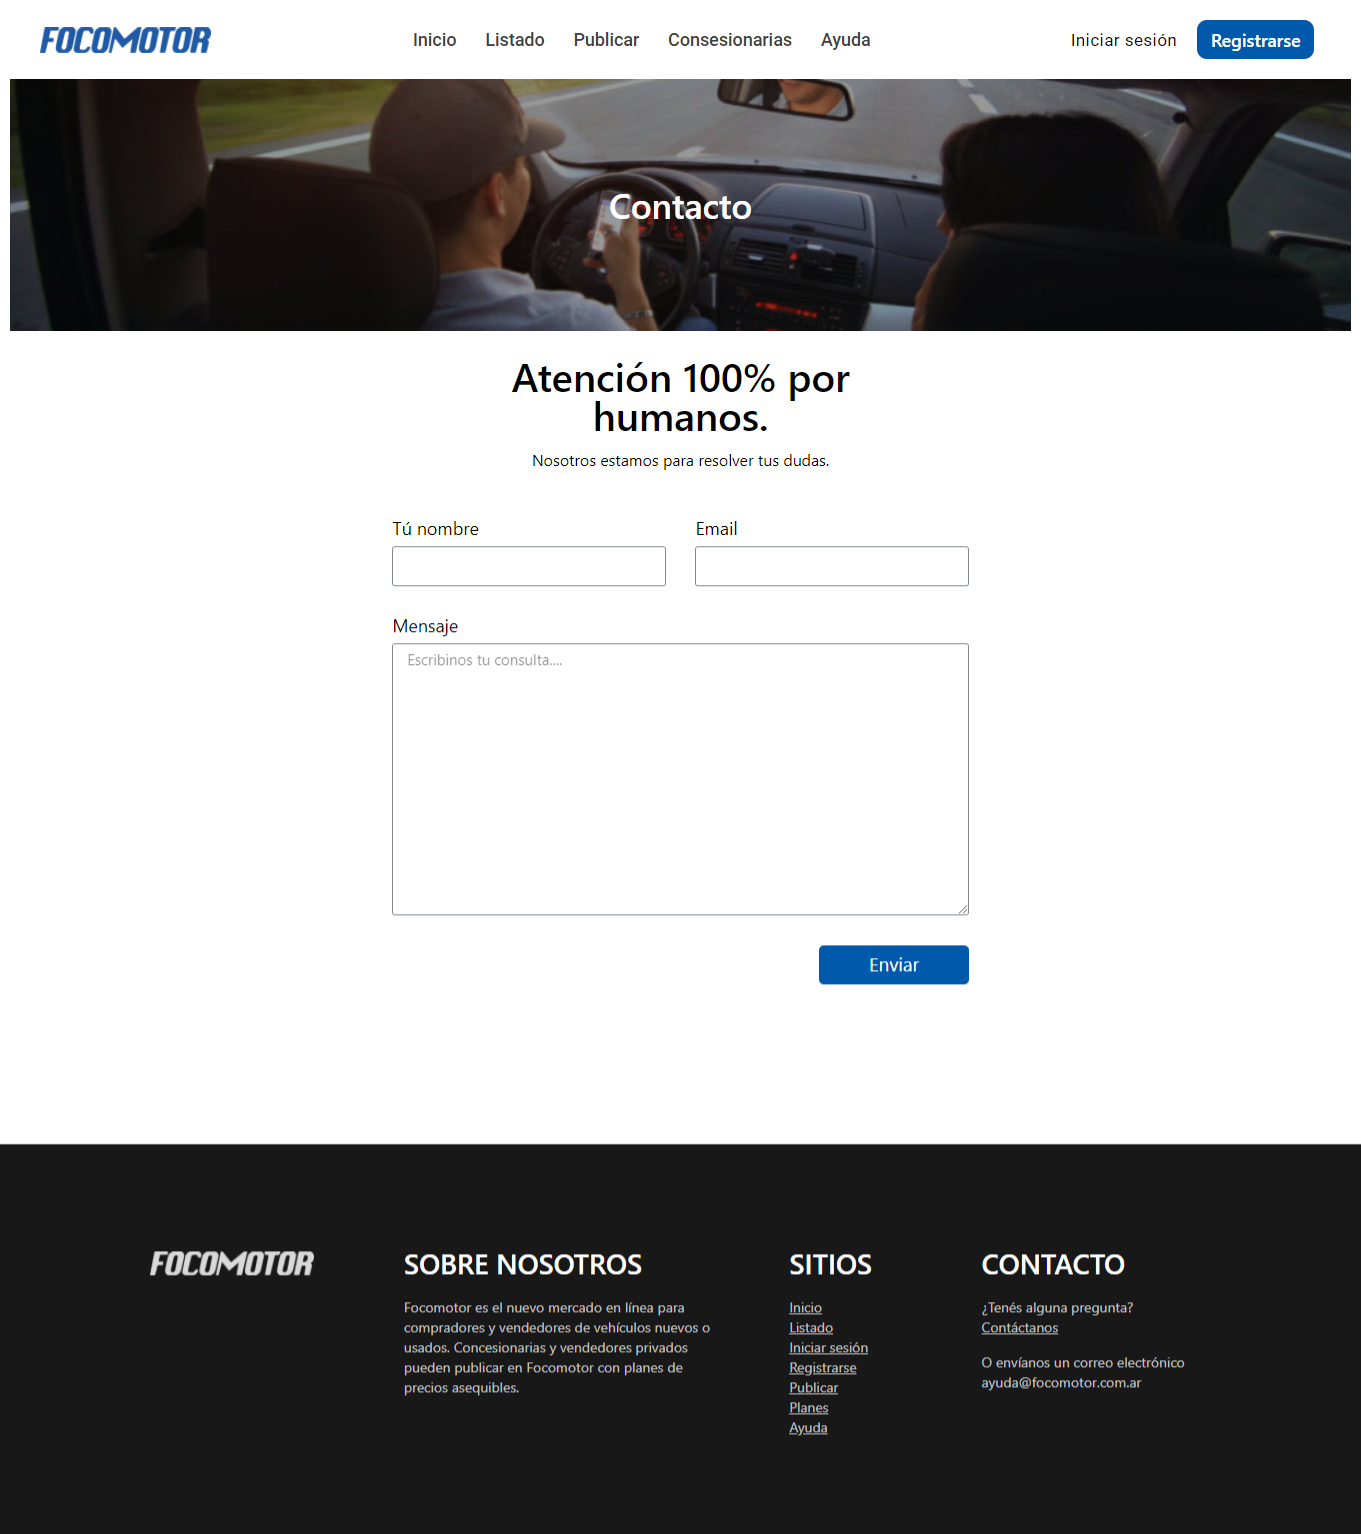 FOCOMOTOR
Inicio Listado Publicar Consesionarias Ayuda
Iniciar sesión Registrarse
Contacto
Atención 100% por
humanos.
Nosotros estamos para resolver tus dudas.
Tú nombre
Email
Mensaje
Escribinos tu consulta....
Enviar
FOCOMOTOR
SOBRE NOSOTROS
Focomotor es el nuevo mercado en línea para
compradores y vendedores de vehículos nuevos o
usados. Concesionarias y vendedores privados
pueden publicar en Focomotor con planes de
precios asequibles.
SITIOS
Inicio
Listado
Iniciar sesión
Registrarse
Publicar
Planes
Ayuda
CONTACTO
¿Tenés alguna pregunta?
Contáctanos
O envíanos un correo electrónico
ayuda@focomotor.com.ar